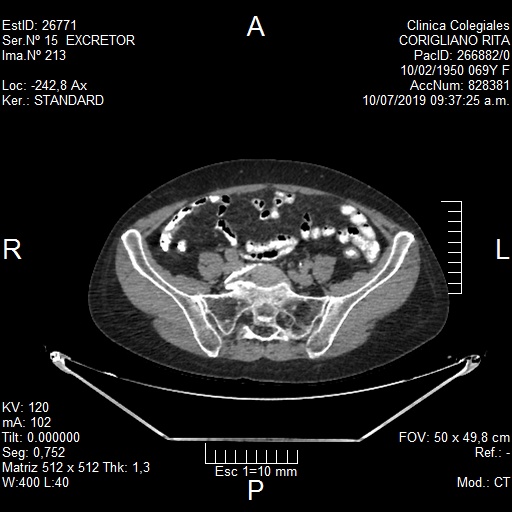 EstID: 26771
Ser.Nº 15 EXCRETOR
Ima.Nº 213
Loc: -242,8 Ax
Ker.: STANDARD
A
Clinica Colegiales
CORIGLIANO RITA
PacID: 266882/0
10/02/1950 069Y F
AccNum: 828381
10/07/2019 09:37:25 a.m.
R
L
KV: 120
mA: 102
Tilt: 0.000000
Seg: 0,752
Matriz 512 x 512 Thk: 1,3
W:400 L:40
Esc 1=10 mm
P
FOV: 50 x 49,8 cm
Ref.: -
Mod.: CT